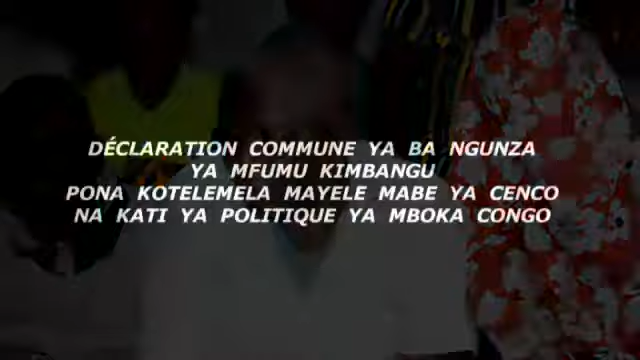 DÉCLARATION COMMUNE YA BA NGUNZA
YA MFUMU KIMBANGU
PONA KOTELEMELA MAYELE MABE YA CENCO
NA KATI YA POLITIQUE YA MBOKA CONGO